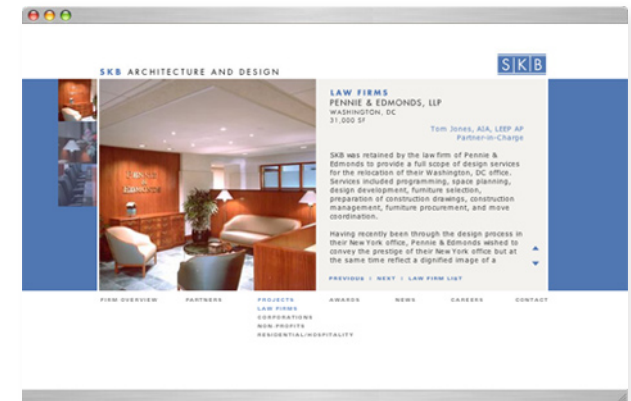 SKB ARCHITECTURE AND DESIGN
S|K|B
PENNIE
&
EDMONDS
LAW FIRMS
PENNIE & EDMONDS, LLP
WASHINGTON, DC
31,000 SF
Tom Jones, AIA, LEEP AP
Partner-in-Charge
SKB was retained by the law firm of Pennie &
Edmonds to provide a full scope of design services
for the relocation of their Washington, DC office.
Services included programming, space planning,
design development, furniture selection,
preparation of construction drawings, construction
management, furniture procurement, and move
coordination.
Having recently been through the design process in
their New York office, Pennie & Edmonds wished to
convey the prestige of their New York office but at
the same time reflect a dignified image of a
PREVIOUS | NEXT | LAW FIRM LIST
FIRM OVERVIEW PARTNERS PROJECTS AWARDS NEWS CAREERS CONTACT
LAW FIRMS
CORPORATIONS
NON-PROFITS
RESIDENTIAL/HOSPITALITY